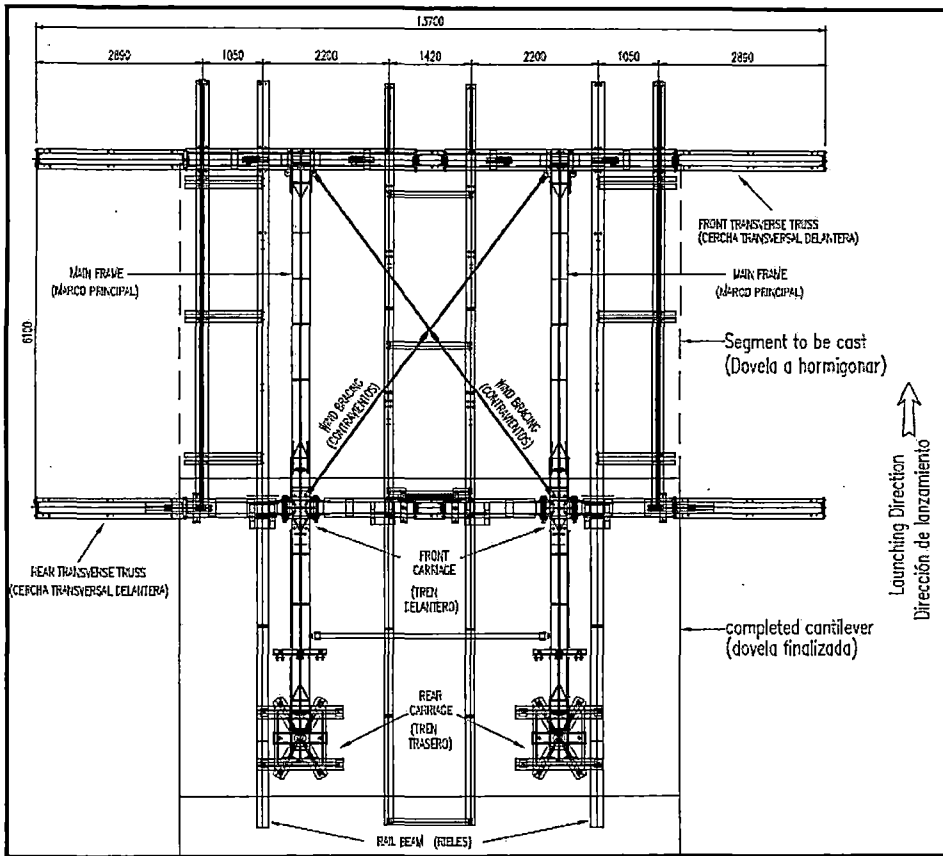 13700
2890 1050 2200 1420 2200 1050 2890
FRONT TRANSVERSE TRUSS
(CERCHA TRANSVERSAL DELANTERA)
MAIN FRAME
(MARCO PRINCIPAL)
MAIN FRAME
(MARCO PRINCIPAL)
6100
Segment to be cast
(Dovela a hormigonar)
WIND BRACING
(CONTRAVIENTOS)
WIND BRACING
(CONTRAVIENTOS)
Launching Direction
Dirección de lanzamiento
REAR TRANSVERSE TRUSS
(CERCHA TRANSVERSAL DELANTERA)
FRONT
CARRIAGE
(TREN
DELANTERO)
completed cantilever
(dovela finalizada)
REAR
CARRIAGE
(TREN
TRASERO)
RAIL BEAM (RIELES)